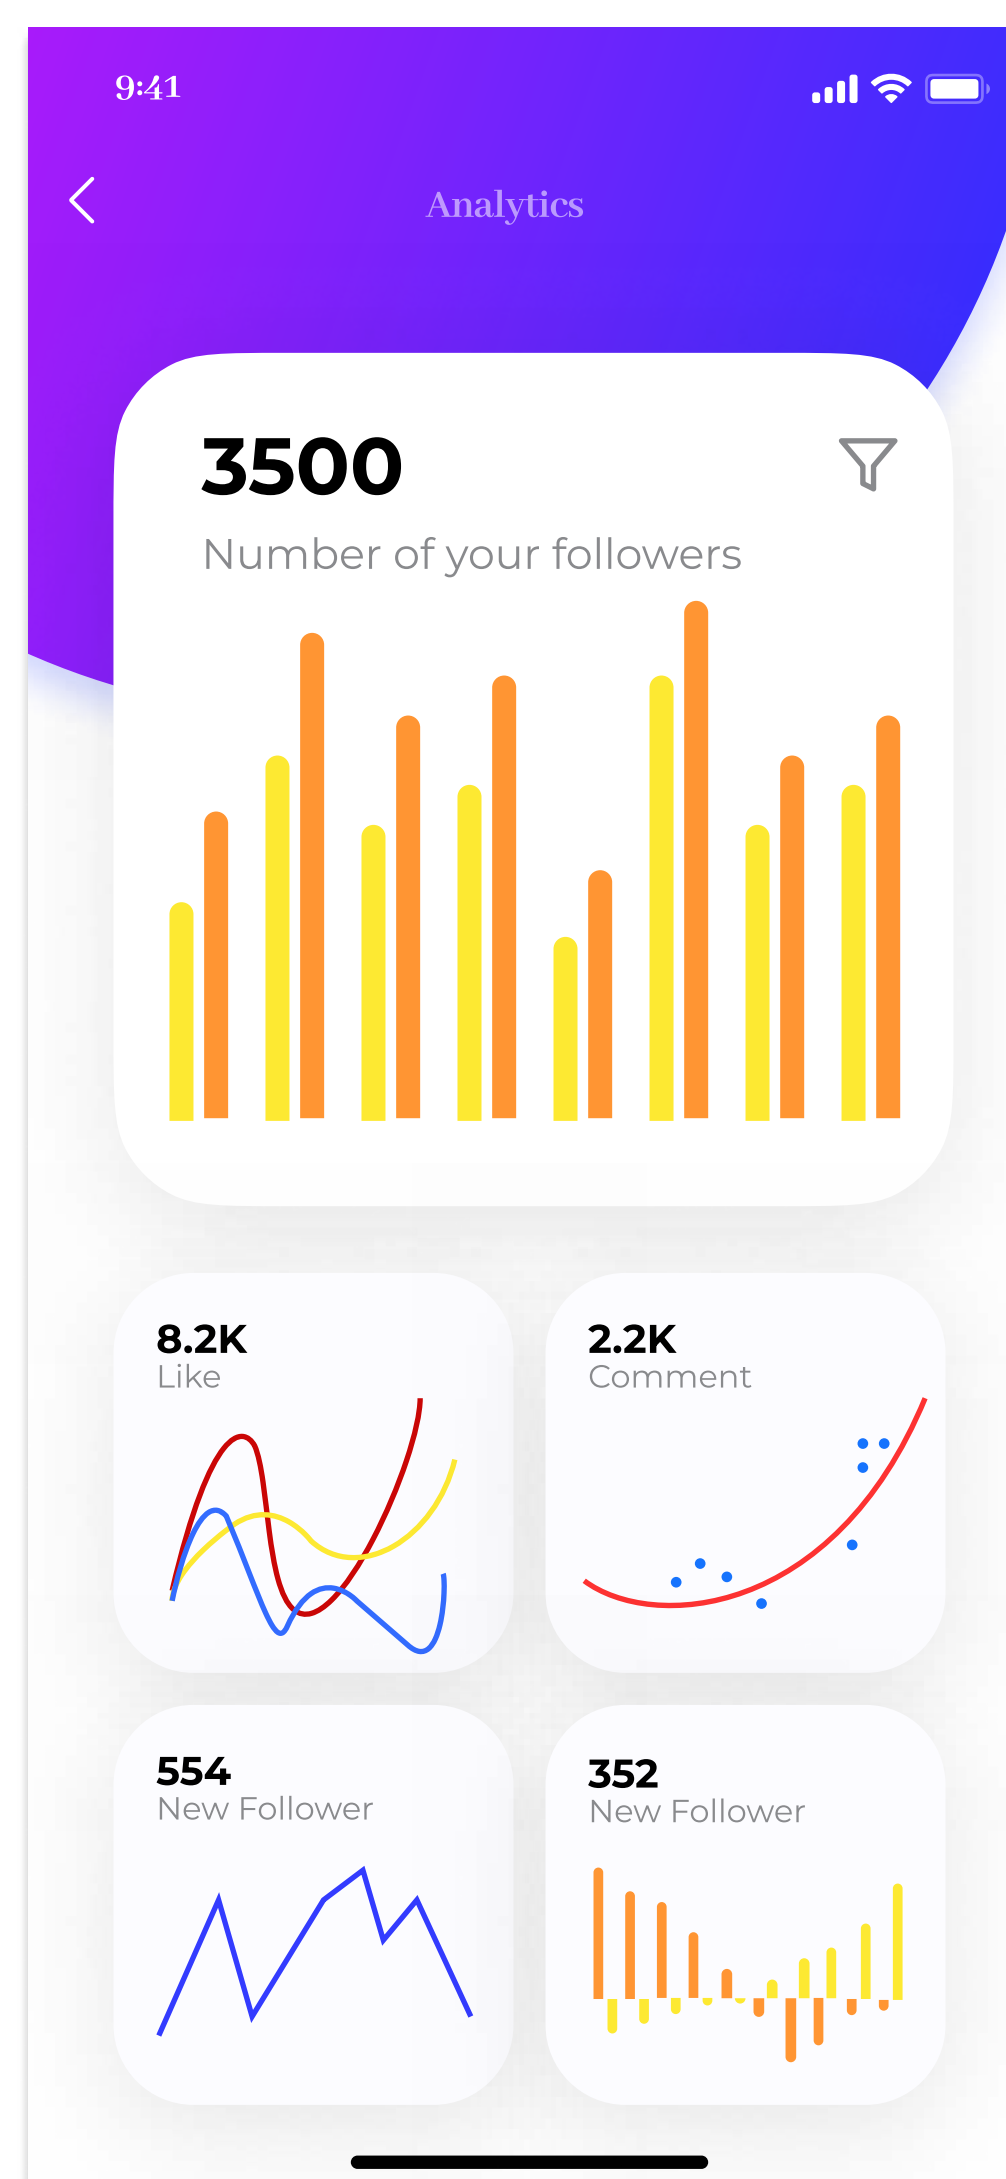 9:41
Analytics
3500
Number of your followers
8.2K
Like
2.2K
Comment
554
New Follower
352
New Follower